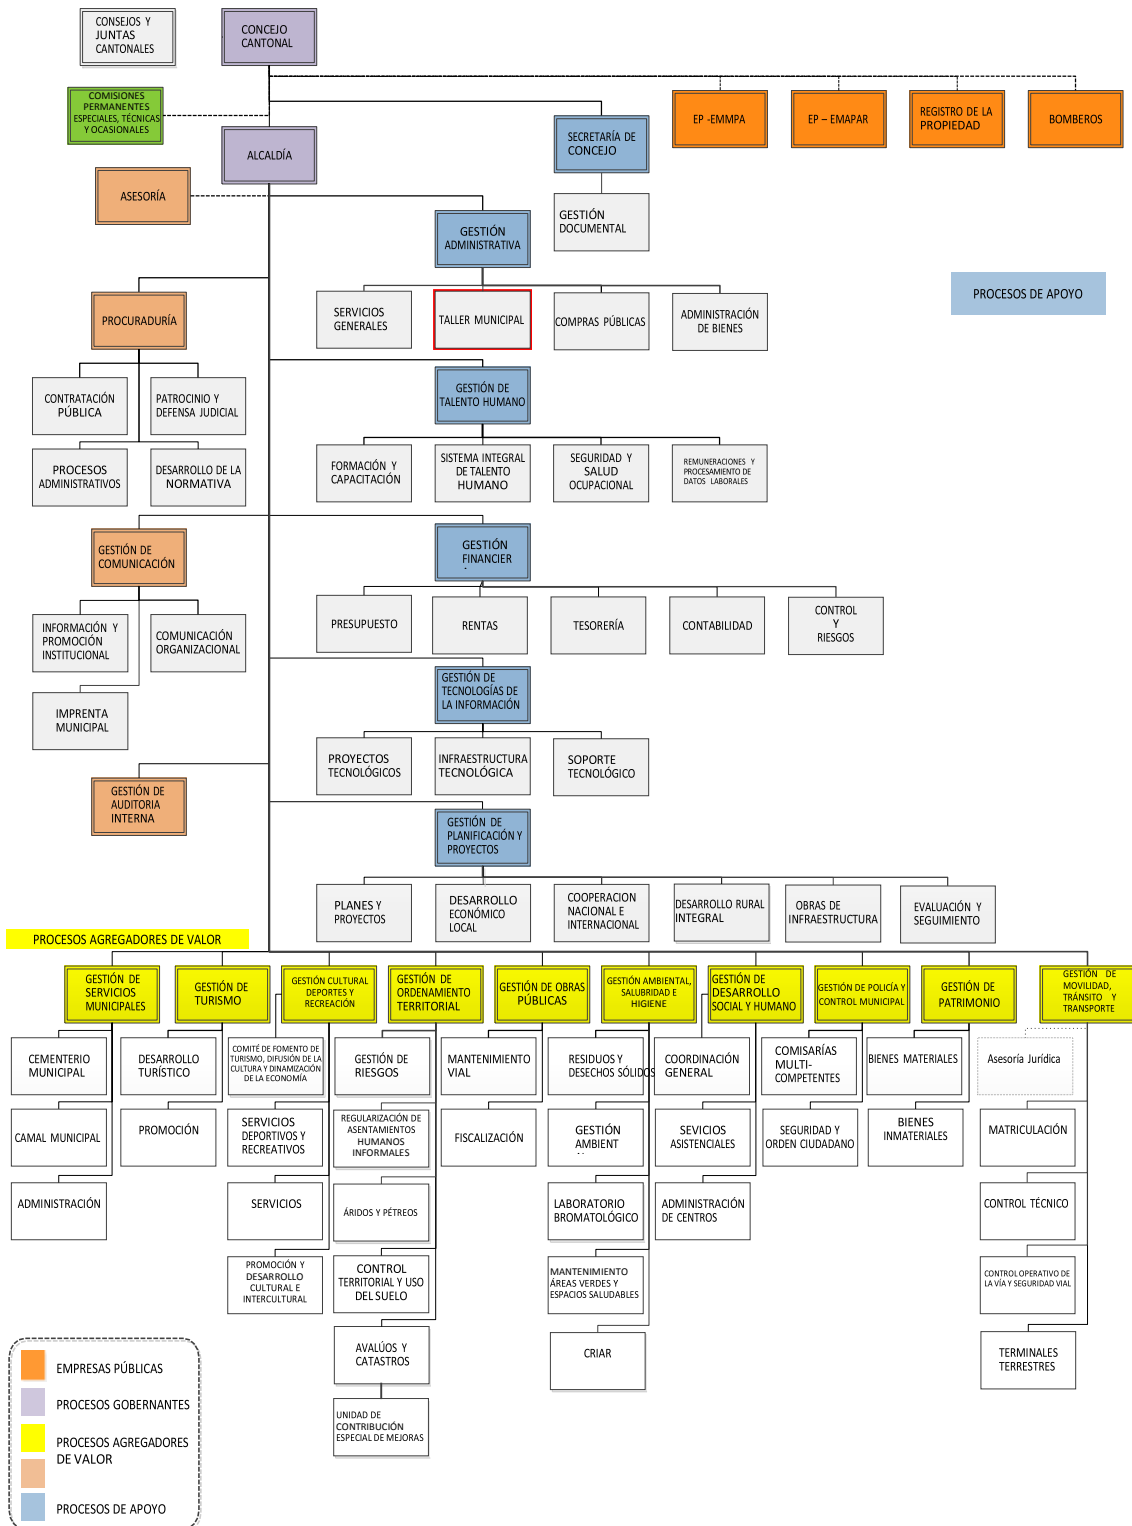 CONSEJOS Y
JUNTAS
CANTONALES
CONCEJO
CANTONAL
COMISIONES
PERMANENTES
ESPECIALES, TÉCNICAS
Y OCASIONALES
EP -EMMPA
EP – EMAPAR
REGISTRO DE LA
PROPIEDAD
BOMBEROS
SECRETARÍA DE
CONCEJO
ALCALDÍA
ASESORÍA
GESTIÓN
DOCUMENTAL
GESTIÓN
ADMINISTRATIVA
PROCESOS DE APOYO
PROCURADURÍA
SERVICIOS
GENERALES
TALLER MUNICIPAL
COMPRAS PÚBLICAS
ADMINISTRACIÓN
DE BIENES
CONTRATACIÓN
PÚBLICA
PATROCINIO Y
DEFENSA JUDICIAL
GESTIÓN DE
TALENTO HUMANO
PROCESOS
ADMINISTRATIVOS
DESARROLLO DE LA
NORMATIVA
FORMACIÓN Y
CAPACITACIÓN
SISTEMA INTEGRAL
DE TALENTO
HUMANO
SEGURIDAD Y
SALUD
OCUPACIONAL
REMUNERACIONES Y
PROCESAMIENTO DE
DATOS LABORALES
GESTIÓN DE
COMUNICACIÓN
GESTIÓN
FINANCIER
INFORMACIÓN Y
PROMOCIÓN
INSTITUCIONAL
COMUNICACIÓN
ORGANIZACIONAL
PRESUPUESTO
RENTAS
TESORERÍA
CONTABILIDAD
CONTROL
Y
RIESGOS
IMPRENTA
MUNICIPAL
GESTIÓN DE
TECNOLOGÍAS DE
LA INFORMACIÓN
PROYECTOS
TECNOLÓGICOS
INFRAESTRUCTURA
TECNOLÓGICA
SOPORTE
TECNOLÓGICO
GESTIÓN DE
AUDITORIA
INTERNA
GESTIÓN DE
PLANIFICACIÓN Y
PROYECTOS
PLANES Y
PROYECTOS
DESARROLLO
ECONÓMICO
LOCAL
COOPERACION
NACIONAL E
INTERNACIONAL
DESARROLLO RURAL
INTEGRAL
OBRAS DE
INFRAESTRUCTURA
EVALUACIÓN Y
SEGUIMIENTO
PROCESOS AGREGADORES DE VALOR
GESTIÓN DE
SERVICIOS
MUNICIPALES
GESTIÓN DE
TURISMO
GESTIÓN CULTURAL
DEPORTES Y
RECREACIÓN
GESTIÓN DE
ORDENAMIENTO
TERRITORIAL
GESTIÓN DE OBRAS
PÚBLICAS
GESTIÓN AMBIENTAL,
SALUBRIDAD E
HIGIENE
GESTIÓN DE
DESARROLLO
SOCIAL Y HUMANO
GESTIÓN DE POLICÍA Y
CONTROL MUNICIPAL
GESTIÓN DE
PATRIMONIO
GESTIÓN DE
MOVILIDAD,
TRÁNSITO Y
TRANSPORTE
CEMENTERIO
MUNICIPAL
DESARROLLO
TURÍSTICO
COMITÉ DE FOMENTO DE
TURISMO, DIFUSIÓN DE LA
CULTURA Y DINAMIZACIÓN
DE LA ECONOMÍA
GESTIÓN DE
RIESGOS
MANTENIMIENTO
VIAL
RESIDUOS Y
DESECHOS SÓLIDOS
COORDINACIÓN
GENERAL
COMISARÍAS
MULTI-
COMPETENTES
BIENES MATERIALES
Asesoría Jurídica
CAMAL MUNICIPAL
PROMOCIÓN
SERVICIOS
DEPORTIVOS Y
RECREATIVOS
REGULARIZACIÓN DE
ASENTAMIENTOS
HUMANOS
INFORMALES
FISCALIZACIÓN
GESTIÓN
AMBIENT
SEVICIOS
ASISTENCIALES
SEGURIDAD Y
ORDEN CIUDADANO
BIENES
INMATERIALES
MATRICULACIÓN
ADMINISTRACIÓN
SERVICIOS
ÁRIDOS Y PÉTREOS
LABORATORIO
BROMATOLÓGICO
ADMINISTRACIÓN
DE CENTROS
CONTROL TÉCNICO
PROMOCIÓN Y
DESARROLLO
CULTURAL E
INTERCULTURAL
CONTROL
TERRITORIAL Y USO
DEL SUELO
MANTENIMIENTO
ÁREAS VERDES Y
ESPACIOS SALUDABLES
CONTROL OPERATIVO DE
LA VÍA Y SEGURIDAD VIAL
AVALÚOS Y
CATASTROS
CRIAR
TERMINALES
TERRESTRES
UNIDAD DE
CONTRIBUCIÓN
ESPECIAL DE MEJORAS
EMPRESAS PÚBLICAS
PROCESOS GOBERNANTES
PROCESOS AGREGADORES
DE VALOR
PROCESOS DE APOYO